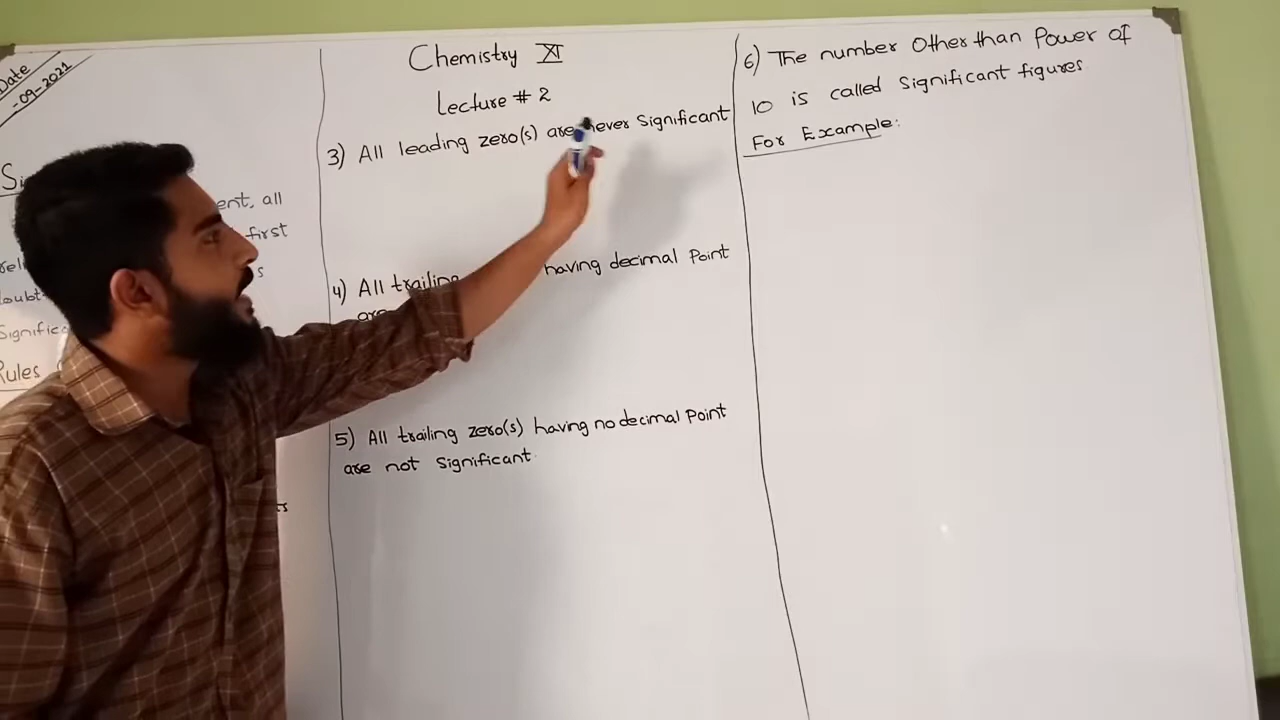 Date
-09-2021
ent, all
first
s
Signific
Rules
Chemistry XI
Lecture # 2
3) All leading zero(s) are never Significant
4) All trailing having decimal Point
are
5) All trailing zero(s) having no decimal Point
are not Significant.
6) The number Other than Power of
10 is called Significant figures
For Example: